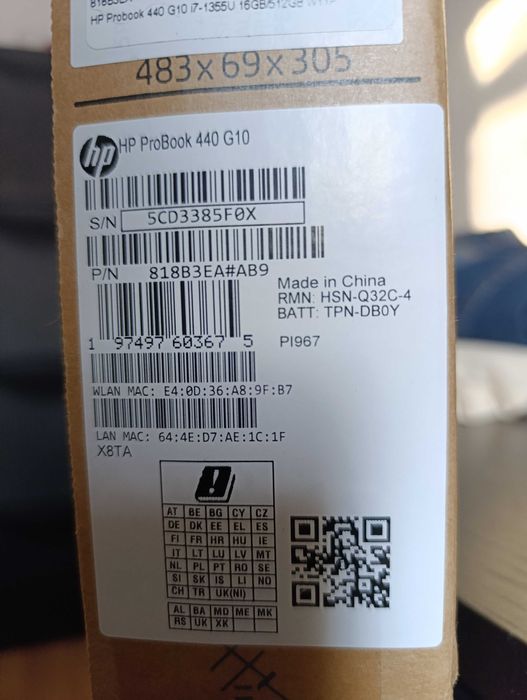 HP Probook 440 G10 i7-1355U 16GB/512GB
483x69x305
hp HP ProBook 440 G10
S/N 5CD3385F0X
P/N 818B3EA#AB9
Made in China
RMN: HSN-Q32C-4
BATT: TPN-DB0Y
1 97497 60367 5 PI967
WLAN MAC: E4:0D:36:A8:9F:B7
LAN MAC: 64:4E:D7:AE:1C:1F
X8TA
AT BE BG CY CZ
DE DK EE EL ES
FI FR HR HU IE
IT LT LU LV MT
NL PL PT RO SE
SI SK IS LI NO
CH TR UK(NI)
AL BA MD ME MK
RS UK XK